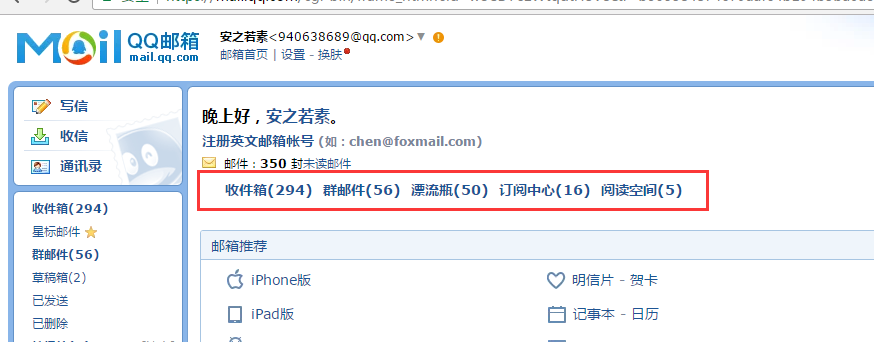 Mail QQ邮箱
mail.qq.com
安之若素<940638689@qq.com>
邮箱首页 | 设置 - 换肤
写信
收信
通讯录
收件箱(294)
星标邮件
群邮件(56)
草稿箱(2)
已发送
已删除
晚上好，安之若素。
注册英文邮箱帐号 (如：chen@foxmail.com)
邮件：350 封未读邮件
收件箱(294) 群邮件(56) 漂流瓶(50) 订阅中心(16) 阅读空间(5)
邮箱推荐
iPhone版
明信片 - 贺卡
iPad版
记事本 - 日历